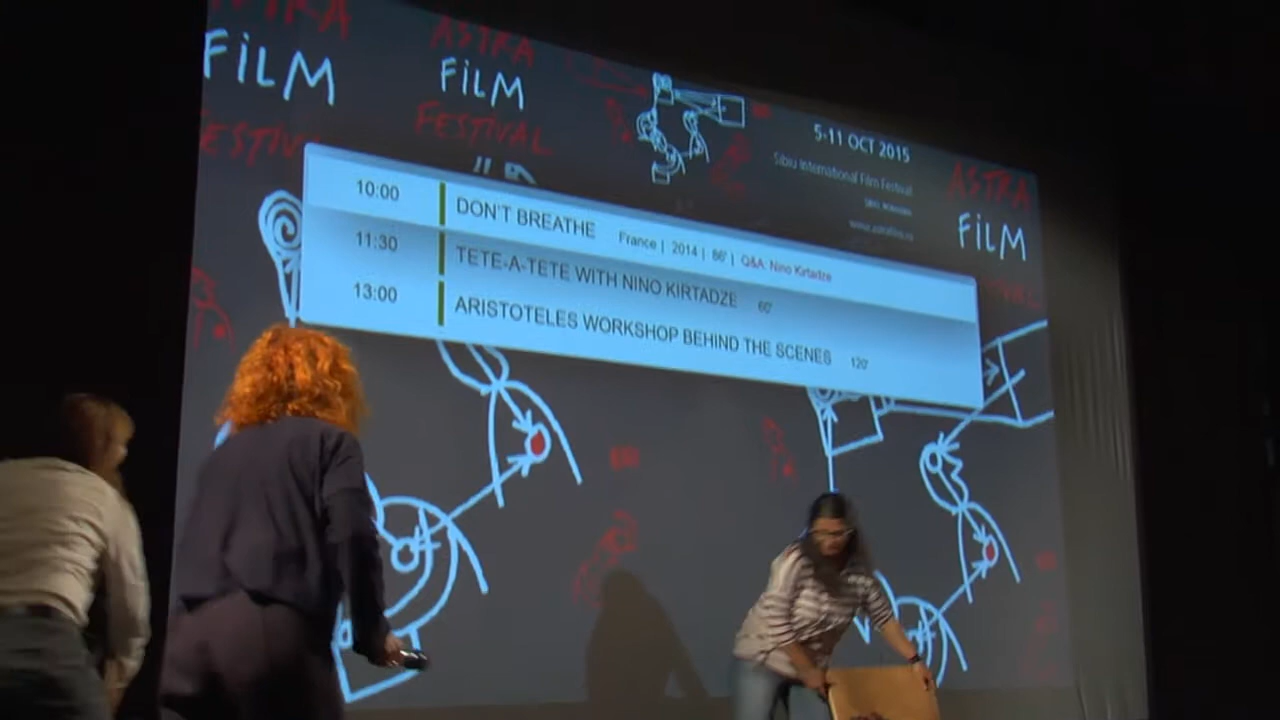 ASTRA
FiLM
FESTIVAL
ASTRA
FiLM
FESTIVAL
5-11 OCT 2015
Sibiu International Film Festival
ASTRA
FiLM
10:00 DON'T BREATHE France | 2014 | 86' | Q&A: Nino Kirtadze
11:30 TETE-A-TETE WITH NINO KIRTADZE 60'
13:00 ARISTOTELES WORKSHOP BEHIND THE SCENES 120'